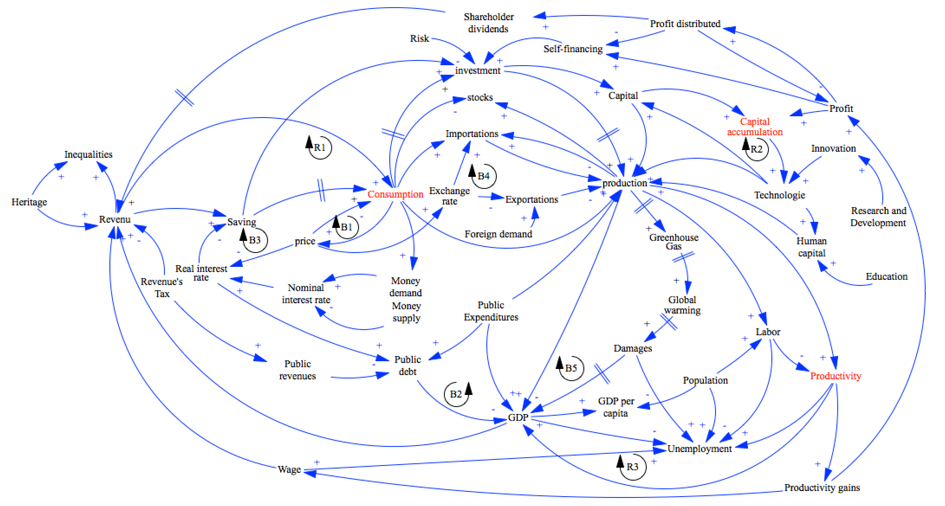 Shareholder
dividends
Profit distributed
Risk
Self-financing
investment
Capital
stocks
Profit
Capital
accumulation
Importations
R1
R2
Innovation
Inequalities
B4
production
Consumption
Exchange
rate
Technologie
Heritage
Exportations
Revenu
Saving
B1
Research and
Development
Foreign demand
B3
price
Greenhouse
Gas
Human
capital
Real interest
rate
Education
Revenue's
Tax
Nominal
interest rate
Money
demand
Money
supply
Global
warming
Public
Expenditures
Labor
Damages
Public
revenues
Public
debt
B5
Productivity
Population
B2
GDP per
capita
GDP
Unemployment
Wage
R3
Productivity gains